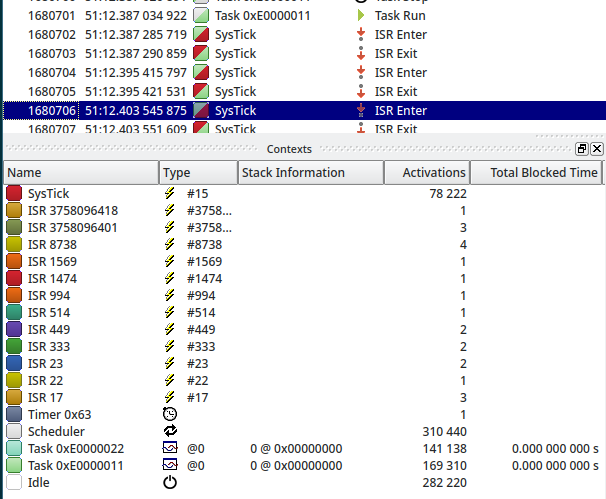 1680701 51:12.387 034 922 Task 0xE0000011 Task Run
1680702 51:12.387 285 719 SysTick ISR Enter
1680703 51:12.387 290 859 SysTick ISR Exit
1680704 51:12.395 415 797 SysTick ISR Enter
1680705 51:12.395 421 531 SysTick ISR Exit
1680706 51:12.403 545 875 SysTick ISR Enter
1680707 51:12.403 551 609 SysTick ISR Exit
Contexts
Name Type Stack Information Activations Total Blocked Time
SysTick #15 78 222
ISR 3758096418 #3758... 1
ISR 3758096401 #3758... 3
ISR 8738 #8738 4
ISR 1569 #1569 1
ISR 1474 #1474 1
ISR 994 #994 1
ISR 514 #514 1
ISR 449 #449 2
ISR 333 #333 2
ISR 23 #23 2
ISR 22 #22 1
ISR 17 #17 3
Timer 0x63 1
Scheduler 310 440
Task 0xE0000022 @0 0 @ 0x00000000 141 138 0.000 000 000 s
Task 0xE0000011 @0 0 @ 0x00000000 169 310 0.000 000 000 s
Idle 282 220